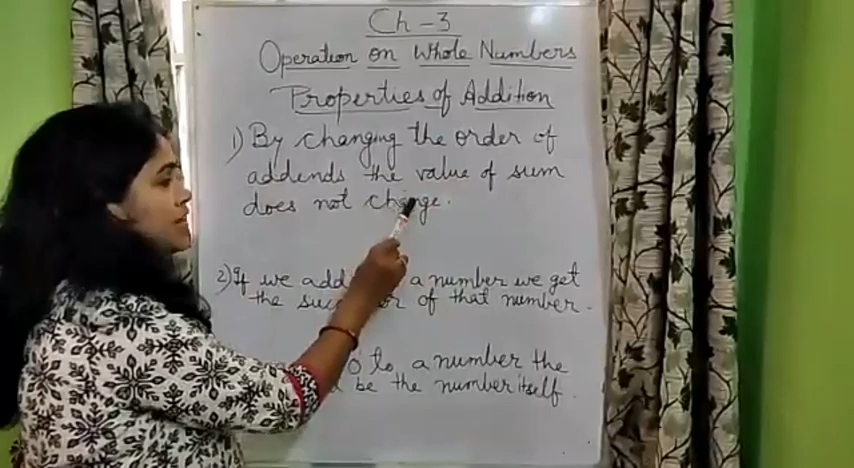 Ch - 3
Operation on Whole Numbers
Properties of Addition
1) By changing the order of
addends the value of sum
does not change.
2) If we add a number we get
the of that number.
0 to a number the
be the number itself.